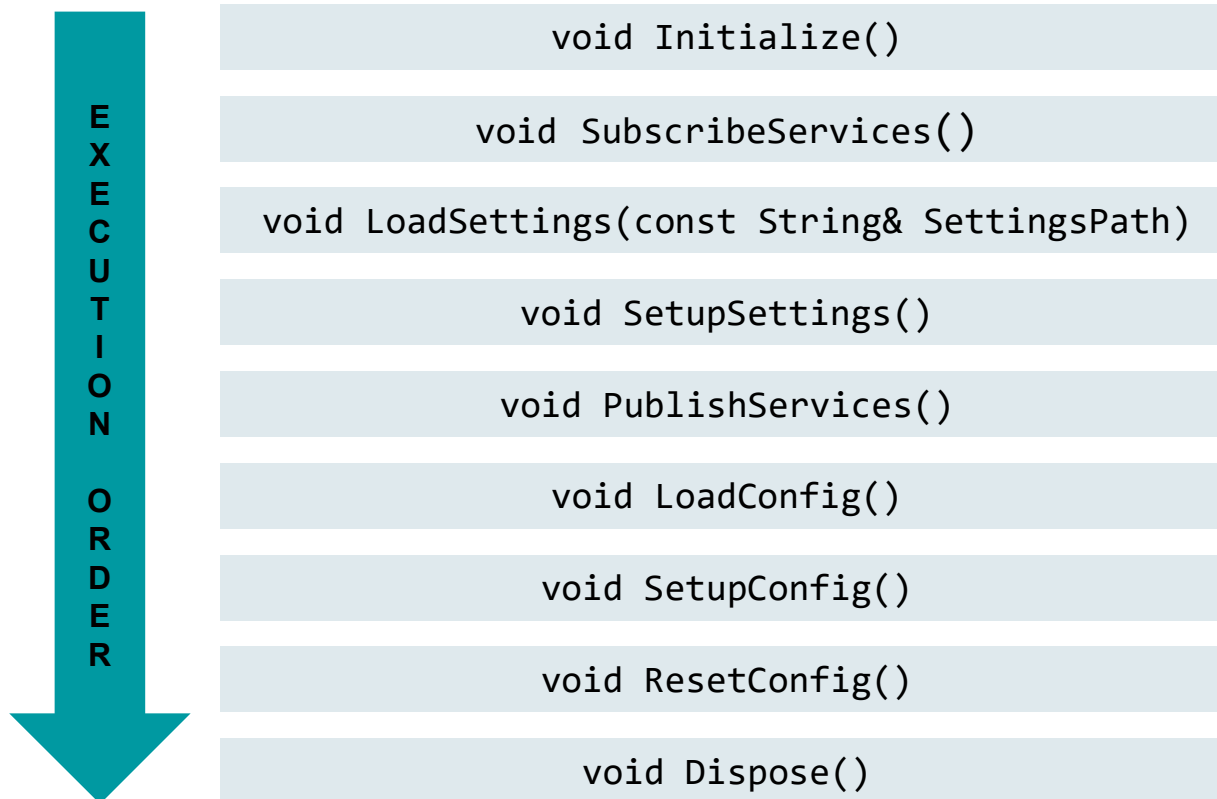 EXECUTION ORDER
void Initialize()
void SubscribeServices()
void LoadSettings(const String& SettingsPath)
void SetupSettings()
void PublishServices()
void LoadConfig()
void SetupConfig()
void ResetConfig()
void Dispose()